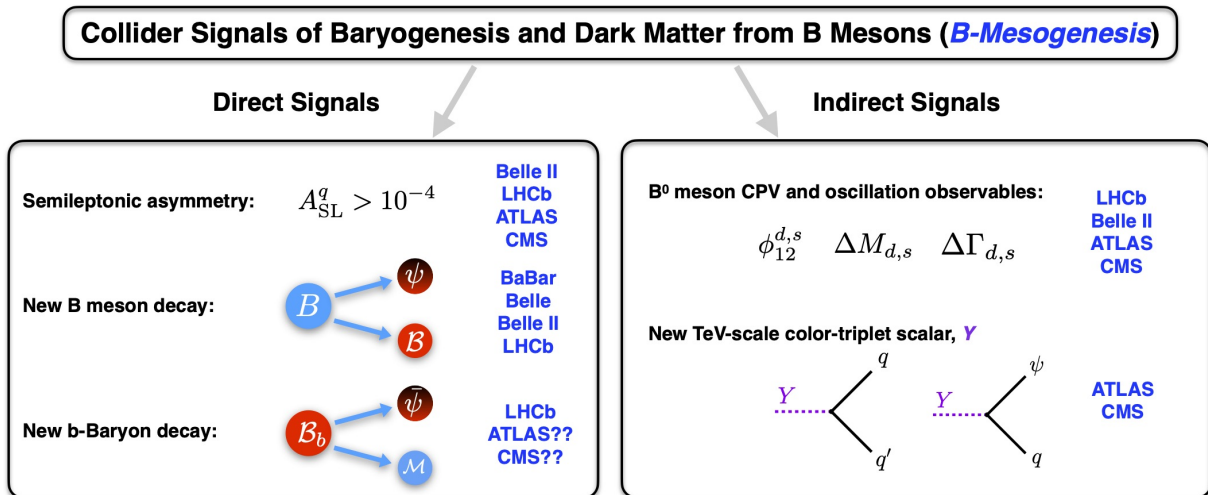 Collider Signals of Baryogenesis and Dark Matter from B Mesons (B-Mesogenesis)
Direct Signals
Semileptonic asymmetry:
A_SL^q > 10^-4
Belle II
LHCb
ATLAS
CMS
New B meson decay:
B
ψ
ℬ
BaBar
Belle
Belle II
LHCb
New b-Baryon decay:
ℬ_b
ψ̄
ℳ
LHCb
ATLAS??
CMS??
Indirect Signals
B⁰ meson CPV and oscillation observables:
ϕ_12^{d,s} ΔM_{d,s} ΔΓ_{d,s}
LHCb
Belle II
ATLAS
CMS
New TeV-scale color-triplet scalar, Y
Y
q
q′
Y
ψ
q
ATLAS
CMS